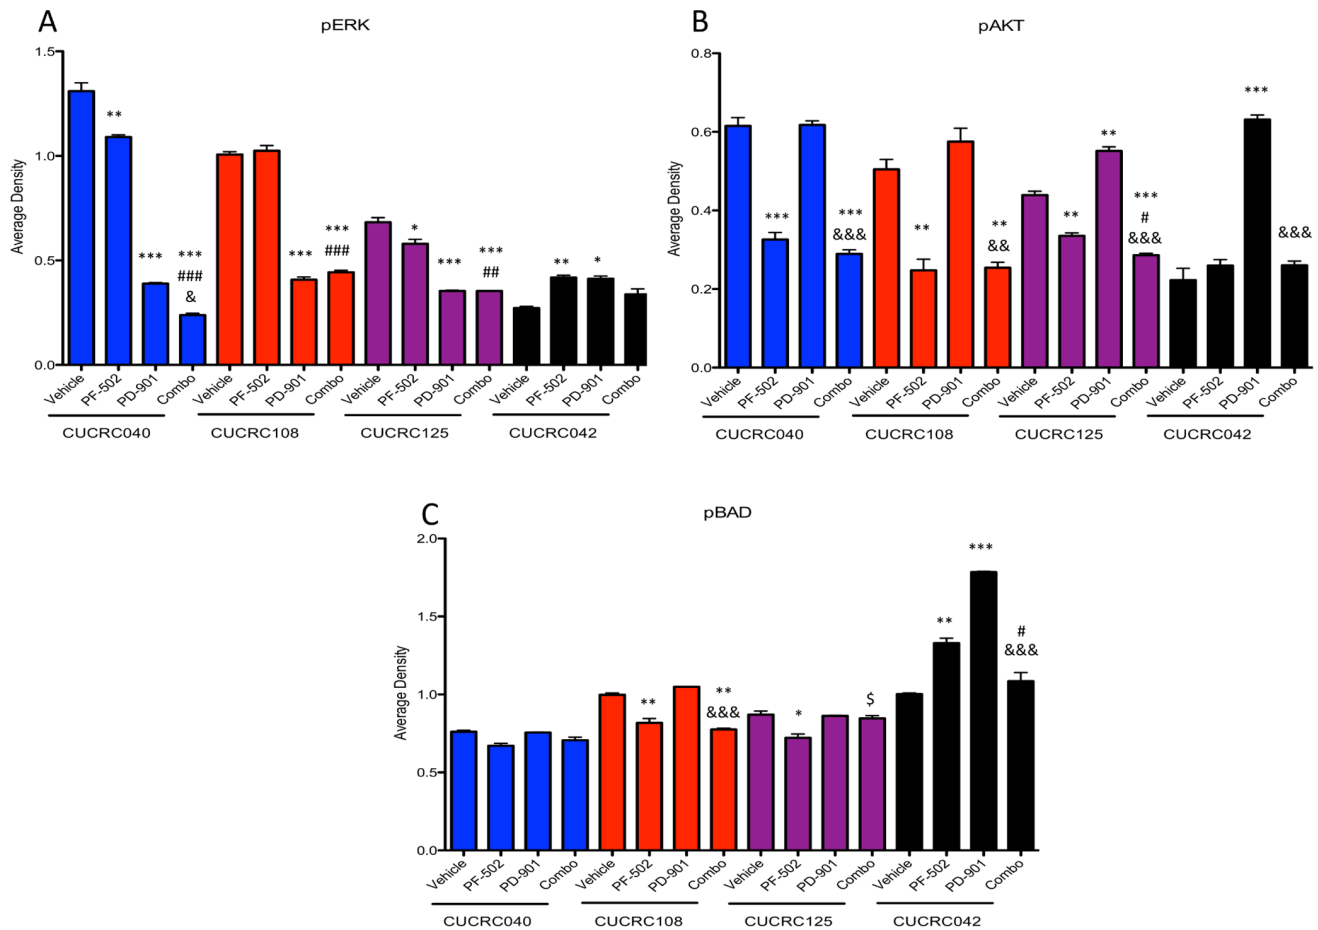 A
pERK
1.5
1.0
0.5
0.0
Average Density
**
***
***
###
&
***
***
###
*
***
***
##
**
*
Vehicle
PF-502
PD-901
Combo
Vehicle
PF-502
PD-901
Combo
Vehicle
PF-502
PD-901
Combo
Vehicle
PF-502
PD-901
Combo
CUCRC040
CUCRC108
CUCRC125
CUCRC042
B
pAKT
0.8
0.6
0.4
0.2
0.0
Average Density
***
***
&&&
**
**
&&
**
**
***
#
&&&
***
&&&
Vehicle
PF-502
PD-901
Combo
Vehicle
PF-502
PD-901
Combo
Vehicle
PF-502
PD-901
Combo
Vehicle
PF-502
PD-901
Combo
CUCRC040
CUCRC108
CUCRC125
CUCRC042
C
pBAD
2.0
1.5
1.0
0.5
0.0
Average Density
**
**
&&&
*
$
**
***
#
&&&
Vehicle
PF-502
PD-901
Combo
Vehicle
PF-502
PD-901
Combo
Vehicle
PF-502
PD-901
Combo
Vehicle
PF-502
PD-901
Combo
CUCRC040
CUCRC108
CUCRC125
CUCRC042